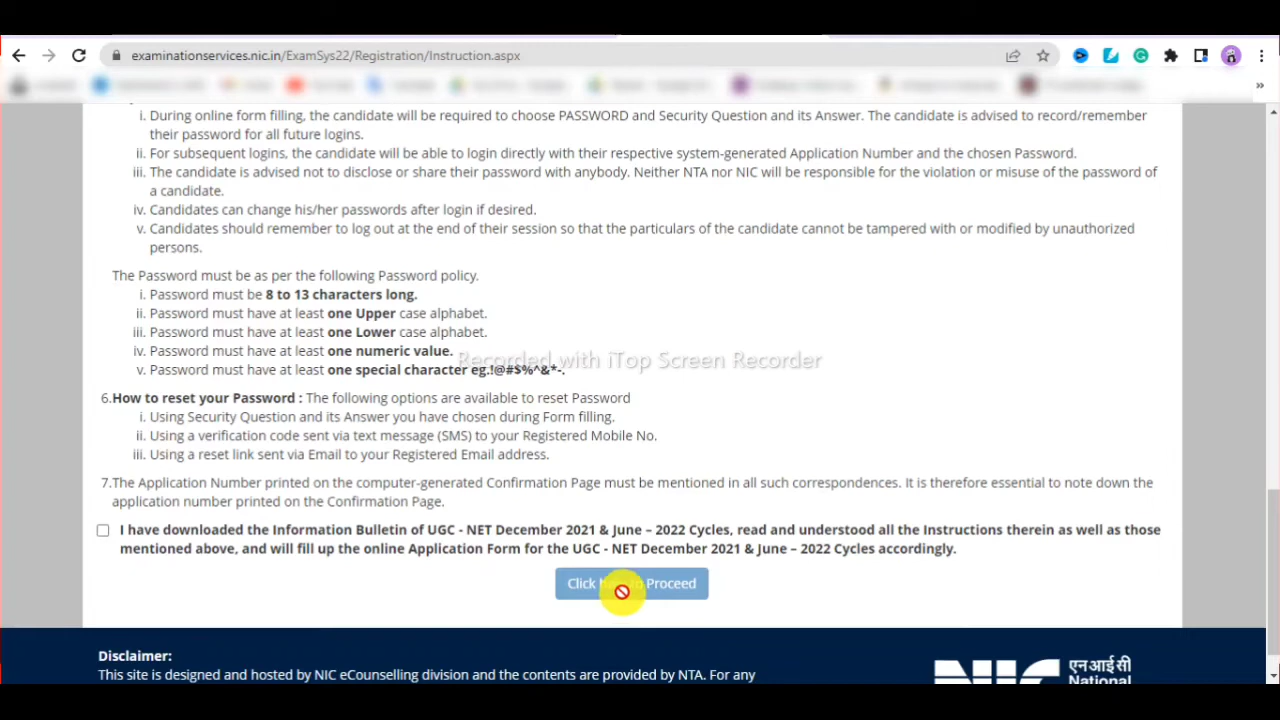 examinationservices.nic.in/ExamSys22/Registration/Instruction.aspx
i. During online form filling, the candidate will be required to choose PASSWORD and Security Question and its Answer. The candidate is advised to record/remember
their password for all future logins.
ii. For subsequent logins, the candidate will be able to login directly with their respective system-generated Application Number and the chosen Password.
iii. The candidate is advised not to disclose or share their password with anybody. Neither NTA nor NIC will be responsible for the violation or misuse of the password of
a candidate.
iv. Candidates can change his/her passwords after login if desired.
v. Candidates should remember to log out at the end of their session so that the particulars of the candidate cannot be tampered with or modified by unauthorized
persons.
The Password must be as per the following Password policy.
i. Password must be 8 to 13 characters long.
ii. Password must have at least one Upper case alphabet.
iii. Password must have at least one Lower case alphabet.
iv. Password must have at least one numeric value.
Recorded with iTop Screen Recorder
v. Password must have at least one special character eg.!@#$%^&*-.
6.How to reset your Password : The following options are available to reset Password
i. Using Security Question and its Answer you have chosen during Form filling.
ii. Using a verification code sent via text message (SMS) to your Registered Mobile No.
iii. Using a reset link sent via Email to your Registered Email address.
7.The Application Number printed on the computer-generated Confirmation Page must be mentioned in all such correspondences. It is therefore essential to note down the
application number printed on the Confirmation Page.
I have downloaded the Information Bulletin of UGC - NET December 2021 & June – 2022 Cycles, read and understood all the Instructions therein as well as those
mentioned above, and will fill up the online Application Form for the UGC - NET December 2021 & June – 2022 Cycles accordingly.
Click here to Proceed
Disclaimer:
This site is designed and hosted by NIC eCounselling division and the contents are provided by NTA. For any
NIC
एनआईसी
National